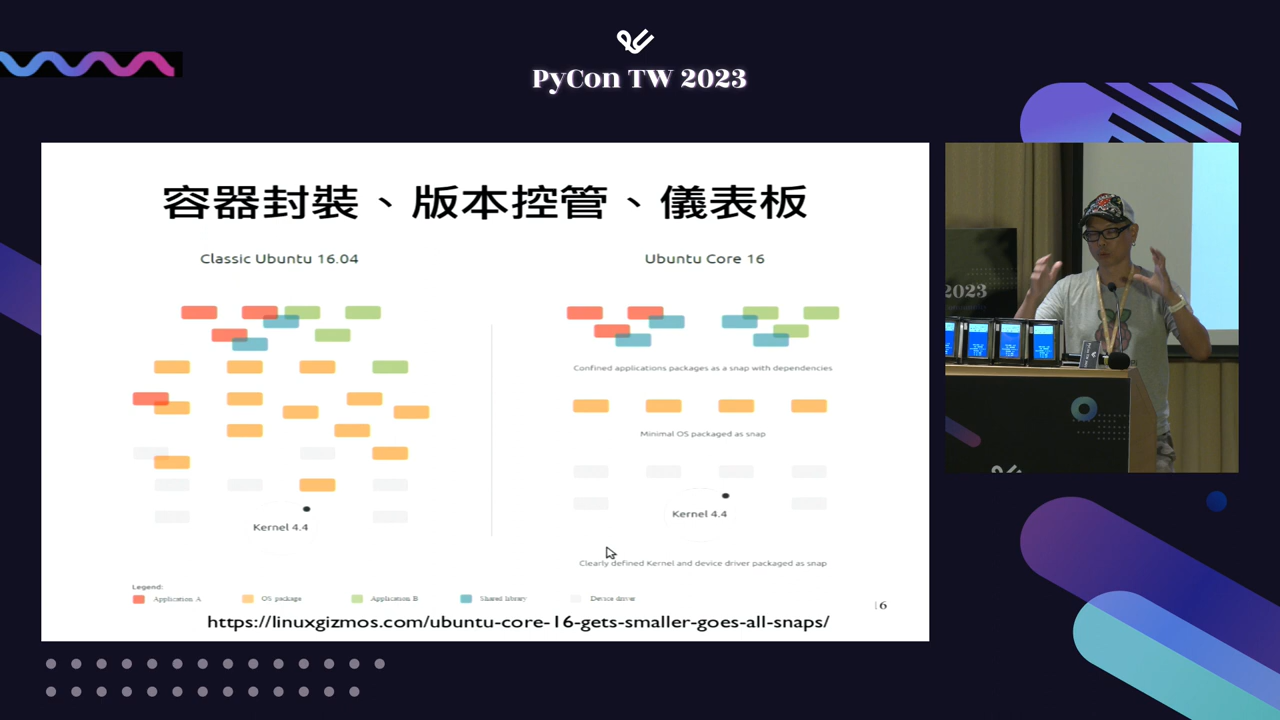 PyCon TW 2023
容器封裝、版本控管、儀表板
Classic Ubuntu 16.04
Ubuntu Core 16
Confined applications packages as a snap with dependencies
Minimal OS packaged as snap
Kernel 4.4
Kernel 4.4
Clearly defined Kernel and device driver packaged as snap
Legend:
Application A
OS package
Application B
Shared library
Device driver
16
https://linuxgizmos.com/ubuntu-core-16-gets-smaller-goes-all-snaps/
2023